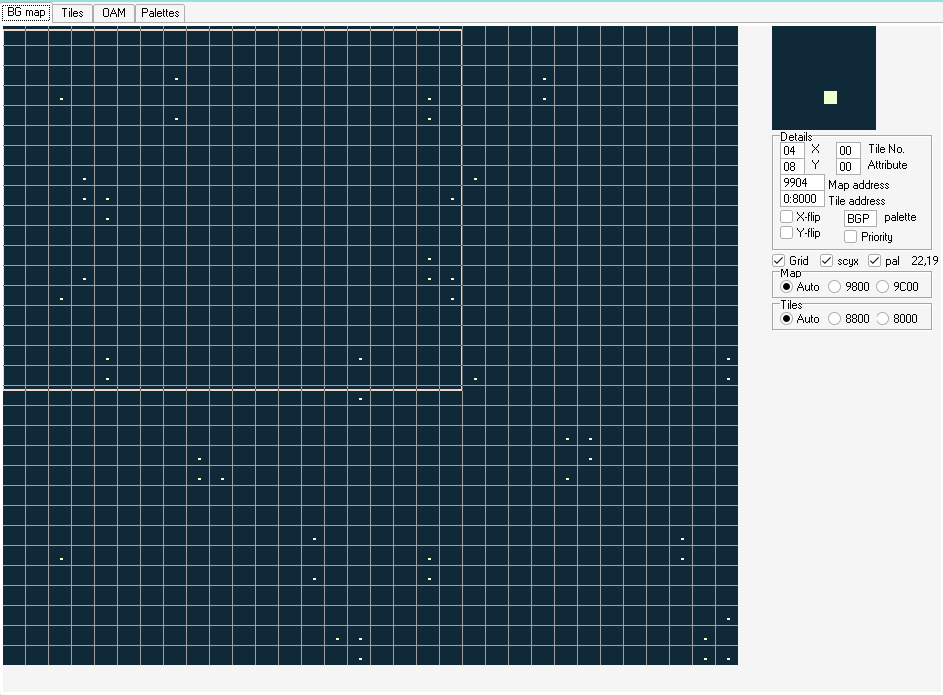 BG map Tiles OAM Palettes
Details
04 X 00 Tile No.
08 Y 00 Attribute
9904 Map address
0:8000 Tile address
X-flip BGP palette
Y-flip Priority
Grid scyx pal 22,19
Map
Auto 9800 9C00
Tiles
Auto 8800 8000